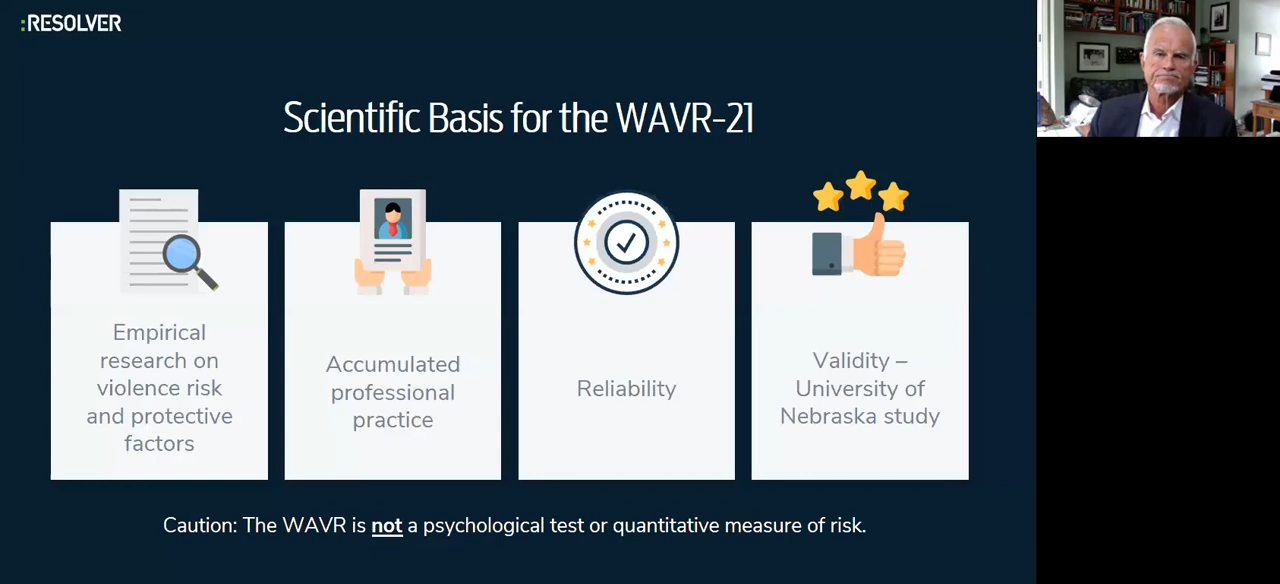 :RESOLVER
Scientific Basis for the WAVR-21
Empirical
research on
violence risk
and protective
factors
Accumulated
professional
practice
Reliability
Validity –
University of
Nebraska study
Caution: The WAVR is not a psychological test or quantitative measure of risk.